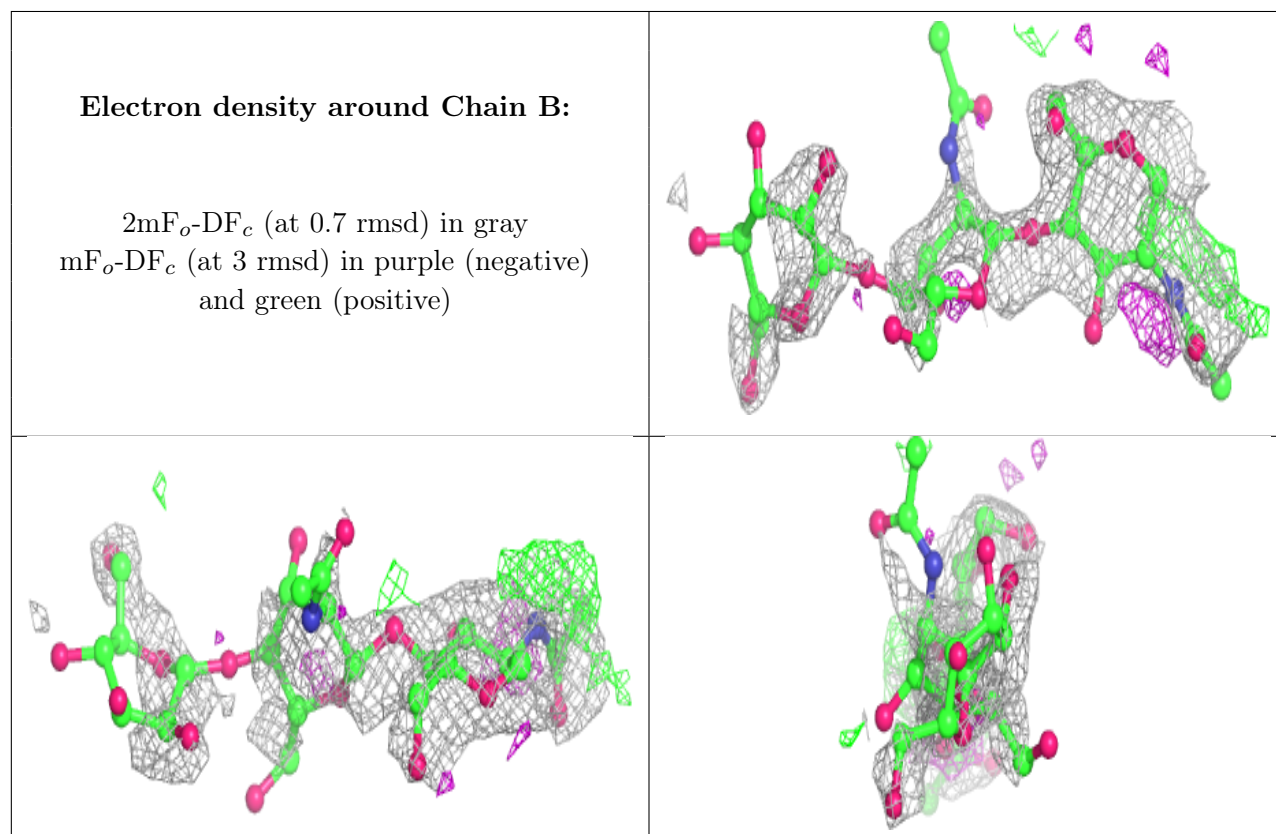 Electron density around Chain B:
2mFo-DFc (at 0.7 rmsd) in gray
mFo-DFc (at 3 rmsd) in purple (negative)
and green (positive)